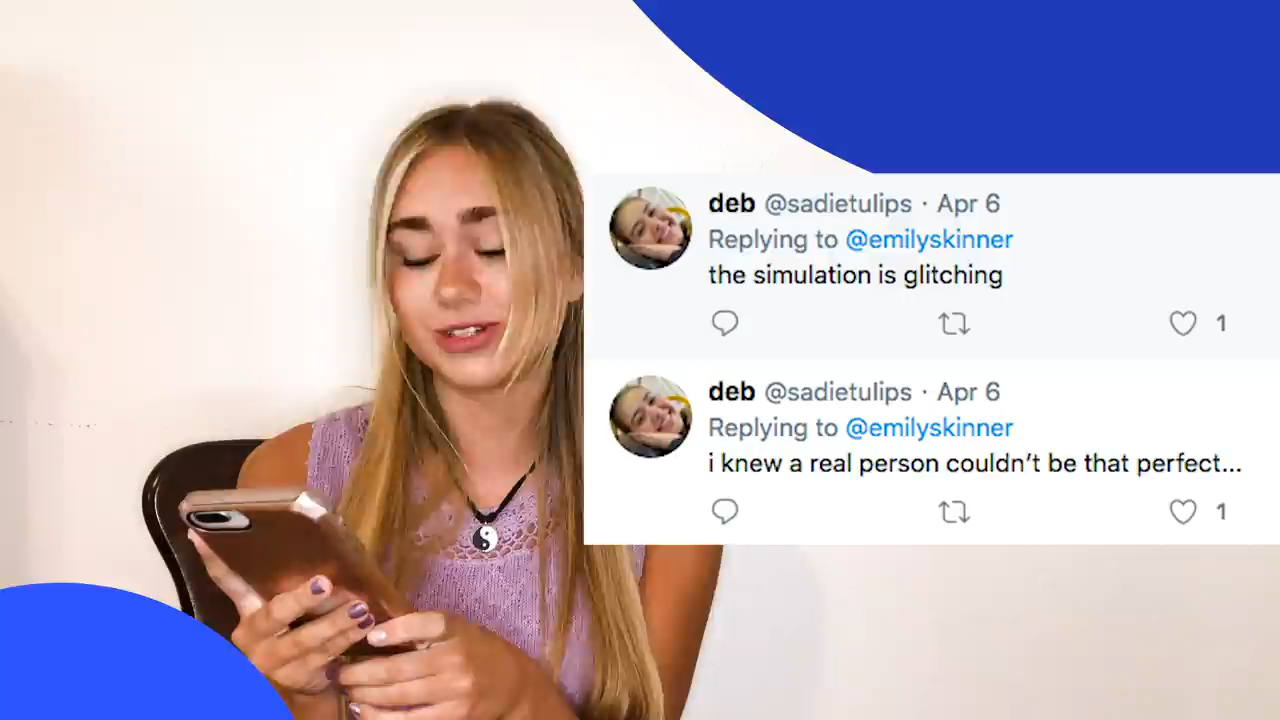 deb @sadietulips · Apr 6
Replying to @emilyskinner
the simulation is glitching
1
deb @sadietulips · Apr 6
Replying to @emilyskinner
i knew a real person couldn’t be that perfect...
1